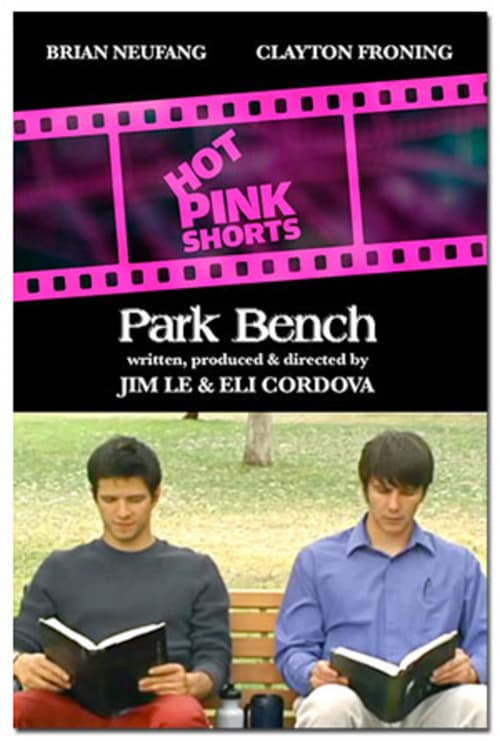 BRIAN NEUFANG CLAYTON FRONING
HOT
PINK
SHORTS
Park Bench
written, produced & directed by
JIM LE & ELI CORDOVA